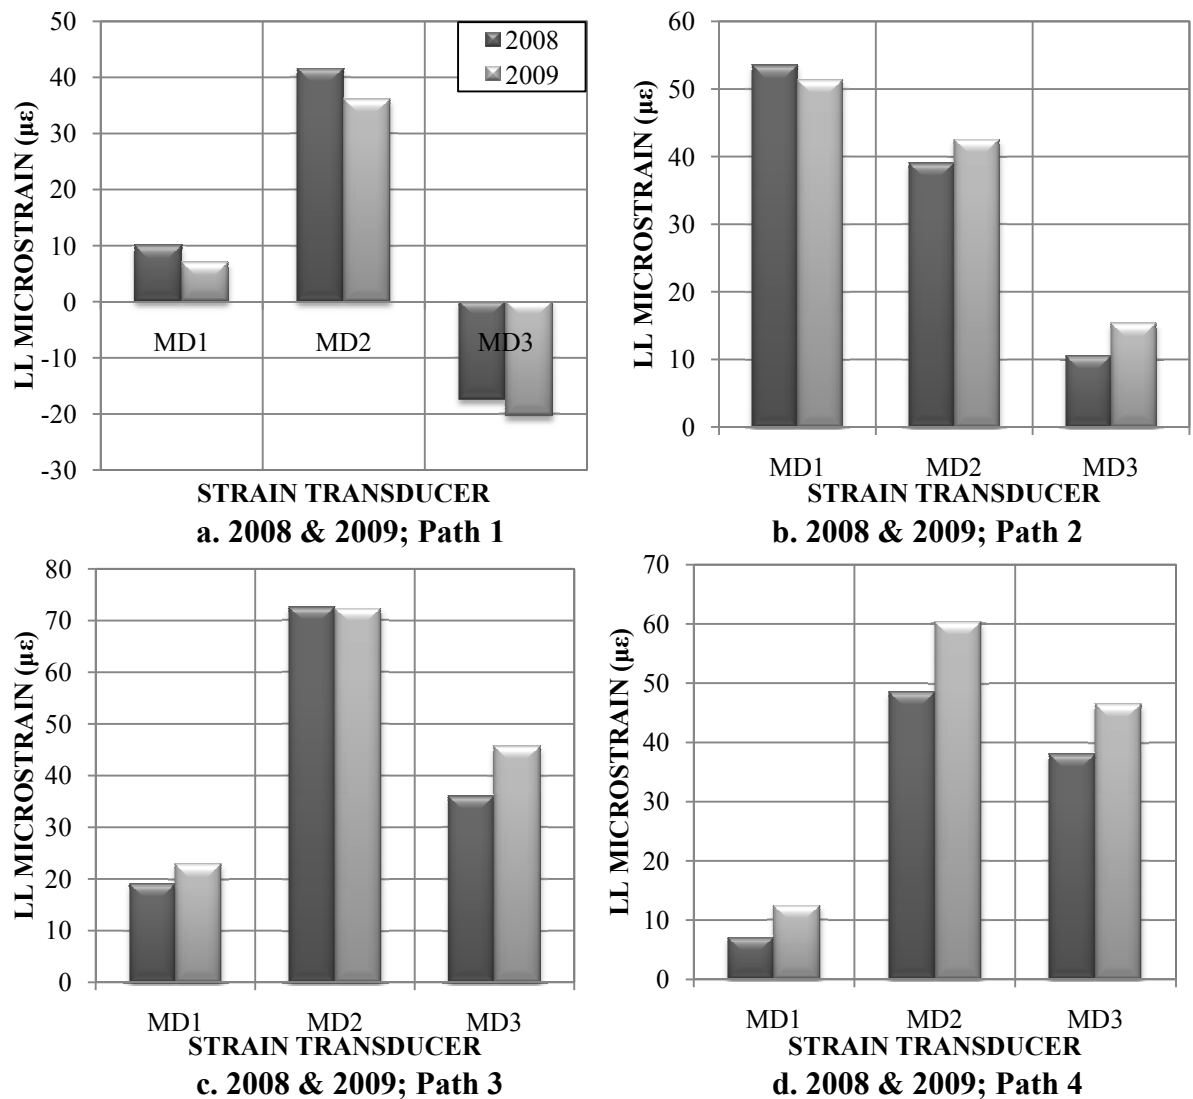 50
40
30
20
10
0
-10
-20
-30
LL MICROSTRAIN (με)
2008
2009
MD1 MD2 MD3
STRAIN TRANSDUCER
a. 2008 & 2009; Path 1
60
50
40
30
20
10
0
LL MICROSTRAIN (με)
MD1 MD2 MD3
STRAIN TRANSDUCER
b. 2008 & 2009; Path 2
80
70
60
50
40
30
20
10
0
LL MICROSTRAIN (με)
MD1 MD2 MD3
STRAIN TRANSDUCER
c. 2008 & 2009; Path 3
70
60
50
40
30
20
10
0
LL MICROSTRAIN (με)
MD1 MD2 MD3
STRAIN TRANSDUCER
d. 2008 & 2009; Path 4